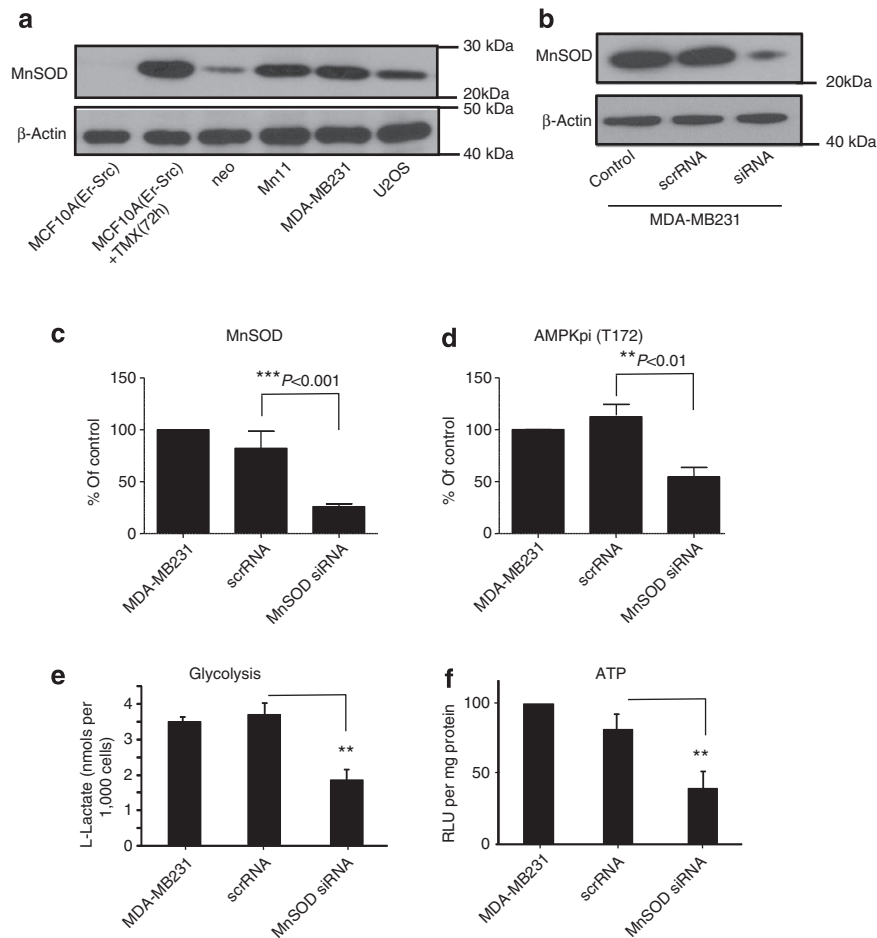 a
MnSOD
30 kDa
20kDa
50 kDa
β-Actin
40 kDa
MCF10A(Er-Src)
MCF10A(Er-Src)
+TMX(72h)
neo
Mn11
MDA-MB231
U2OS
b
MnSOD
20kDa
β-Actin
40 kDa
Control
scrRNA
siRNA
MDA-MB231
c
MnSOD
***P<0.001
% Of control
150
100
50
0
MDA-MB231
scrRNA
MnSOD siRNA
d
AMPKpi (T172)
**P<0.01
% Of control
150
100
50
0
MDA-MB231
scrRNA
MnSOD siRNA
e
Glycolysis
L-Lactate (nmols per
1,000 cells)
4
3
2
1
0
**
MDA-MB231
scrRNA
MnSOD siRNA
f
ATP
RLU per mg protein
100
50
0
**
MDA-MB231
scrRNA
MnSOD siRNA